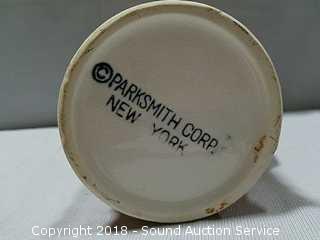 ©PARKSMITH CORP.
NEW YORK
Copyright 2018 - Sound Auction Service